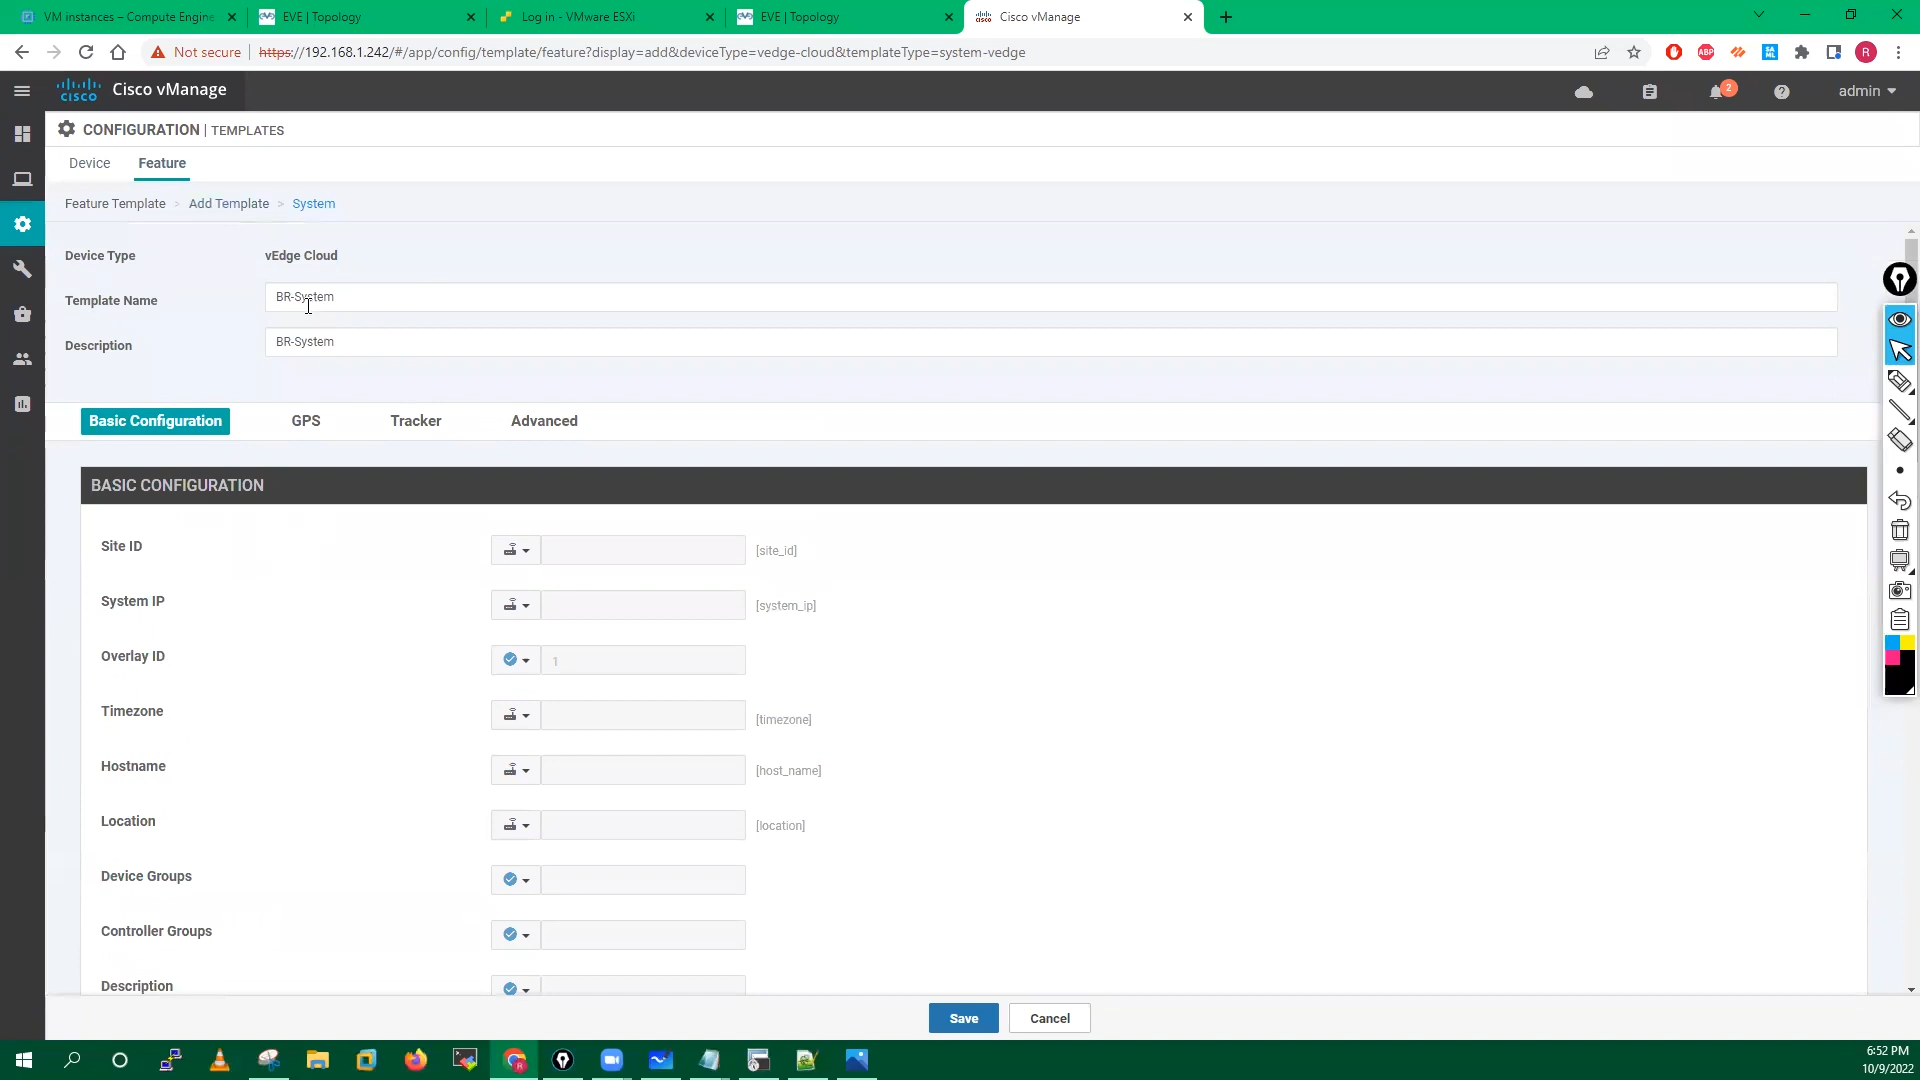 VM instances – Compute Engine
EVE | Topology
Log in - VMware ESXi
EVE | Topology
Cisco vManage
Not secure
https://192.168.1.242/#/app/config/template/feature?display=add&deviceType=vedge-cloud&templateType=system-vedge
ABP
R
cisco
Cisco vManage
2
admin
CONFIGURATION | TEMPLATES
Device
Feature
Feature Template > Add Template > System
Device Type
vEdge Cloud
Template Name
BR-System
Description
BR-System
Basic Configuration
GPS
Tracker
Advanced
BASIC CONFIGURATION
Site ID
[site_id]
System IP
[system_ip]
Overlay ID
1
Timezone
[timezone]
Hostname
[host_name]
Location
[location]
Device Groups
Controller Groups
Description
Save
Cancel
6:52 PM
10/9/2022